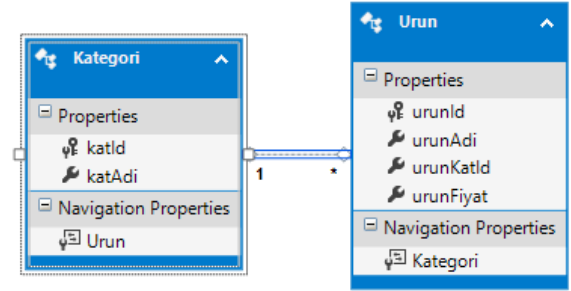 Kategori
Properties
katId
katAdi
Navigation Properties
Urun
1
*
Urun
Properties
urunId
urunAdi
urunKatId
urunFiyat
Navigation Properties
Kategori